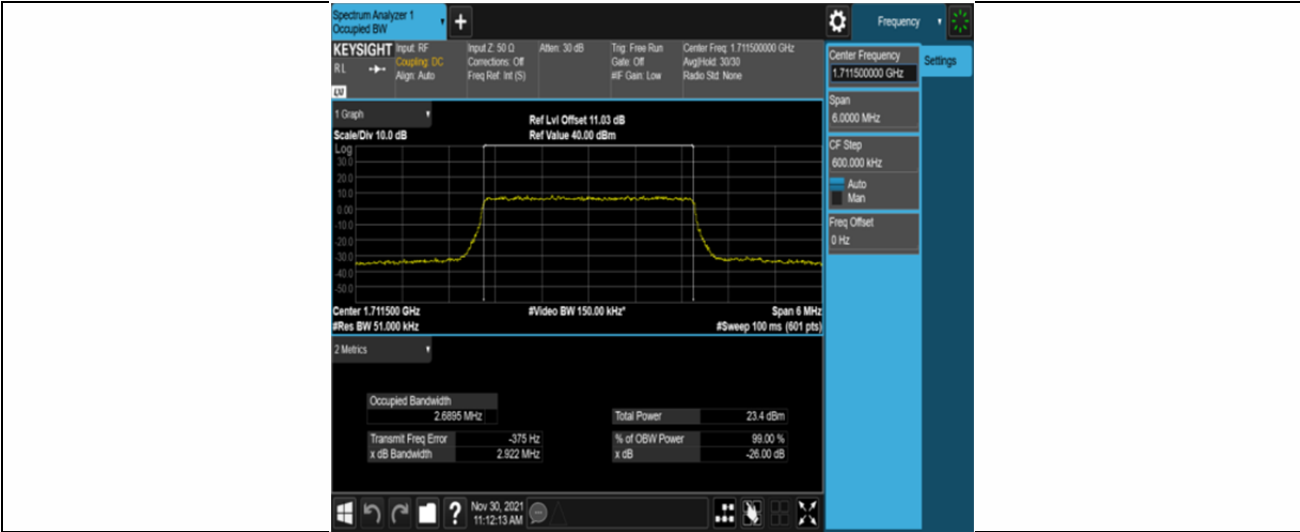 Spectrum Analyzer 1
Occupied BW
+
Frequency
KEYSIGHT
RL
LXI
Input: RF
Coupling: DC
Align: Auto
Input Z: 50 Ω
Corrections: Off
Freq Ref: Int (S)
Atten: 30 dB
Trig: Free Run
Gate: Off
#IF Gain: Low
Center Freq: 1.711500000 GHz
Avg|Hold: 30/30
Radio Std: None
Center Frequency
1.711500000 GHz
Settings
Span
6.0000 MHz
CF Step
600.000 kHz
Auto
Man
Freq Offset
0 Hz
1 Graph
Scale/Div 10.0 dB
Ref Lvl Offset 11.03 dB
Ref Value 40.00 dBm
Log
30.0
20.0
10.0
0.00
-10.0
-20.0
-30.0
-40.0
-50.0
Center 1.711500 GHz
#Video BW 150.00 kHz*
Span 6 MHz
#Res BW 51.000 kHz
#Sweep 100 ms (601 pts)
2 Metrics
Occupied Bandwidth
2.6895 MHz
Total Power 23.4 dBm
Transmit Freq Error -375 Hz
% of OBW Power 99.00 %
x dB Bandwidth 2.922 MHz
x dB -26.00 dB
?
Nov 30, 2021
11:12:13 AM